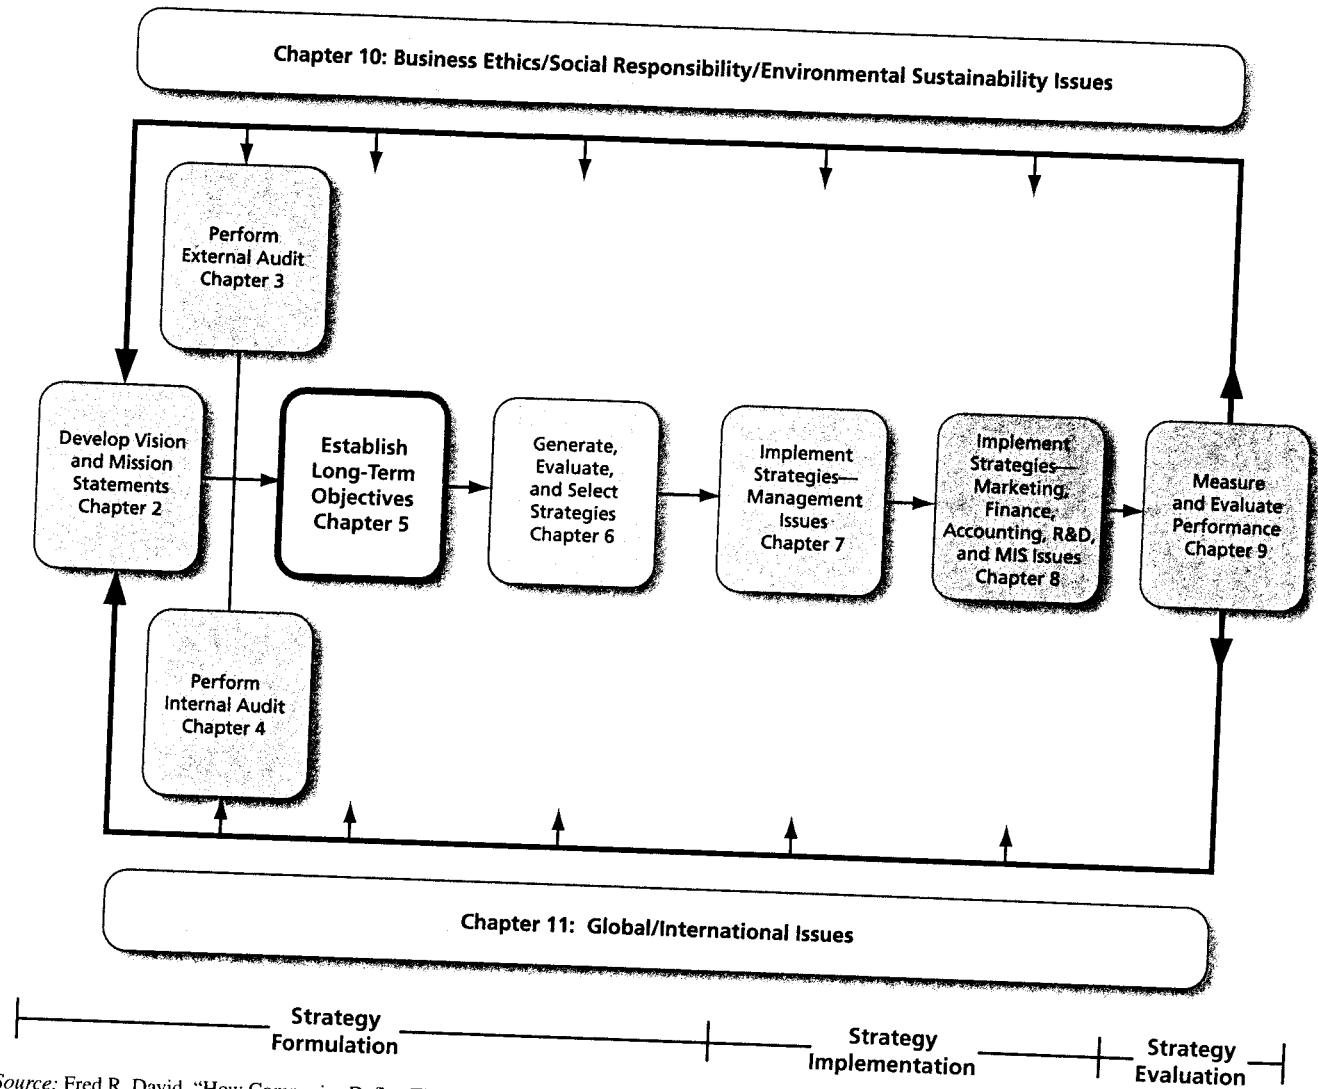 Chapter 10: Business Ethics/Social Responsibility/Environmental Sustainability Issues
Perform
External Audit
Chapter 3
Develop Vision
and Mission
Statements
Chapter 2
Establish
Long-Term
Objectives
Chapter 5
Generate,
Evaluate,
and Select
Strategies
Chapter 6
Implement
Strategies—
Management
Issues
Chapter 7
Implement
Strategies—
Marketing,
Finance,
Accounting, R&D,
and MIS Issues
Chapter 8
Measure
and Evaluate
Performance
Chapter 9
Perform
Internal Audit
Chapter 4
Chapter 11: Global/International Issues
Strategy
Formulation
Strategy
Implementation
Strategy
Evaluation
Source: Fred R. David, "How Companies Define